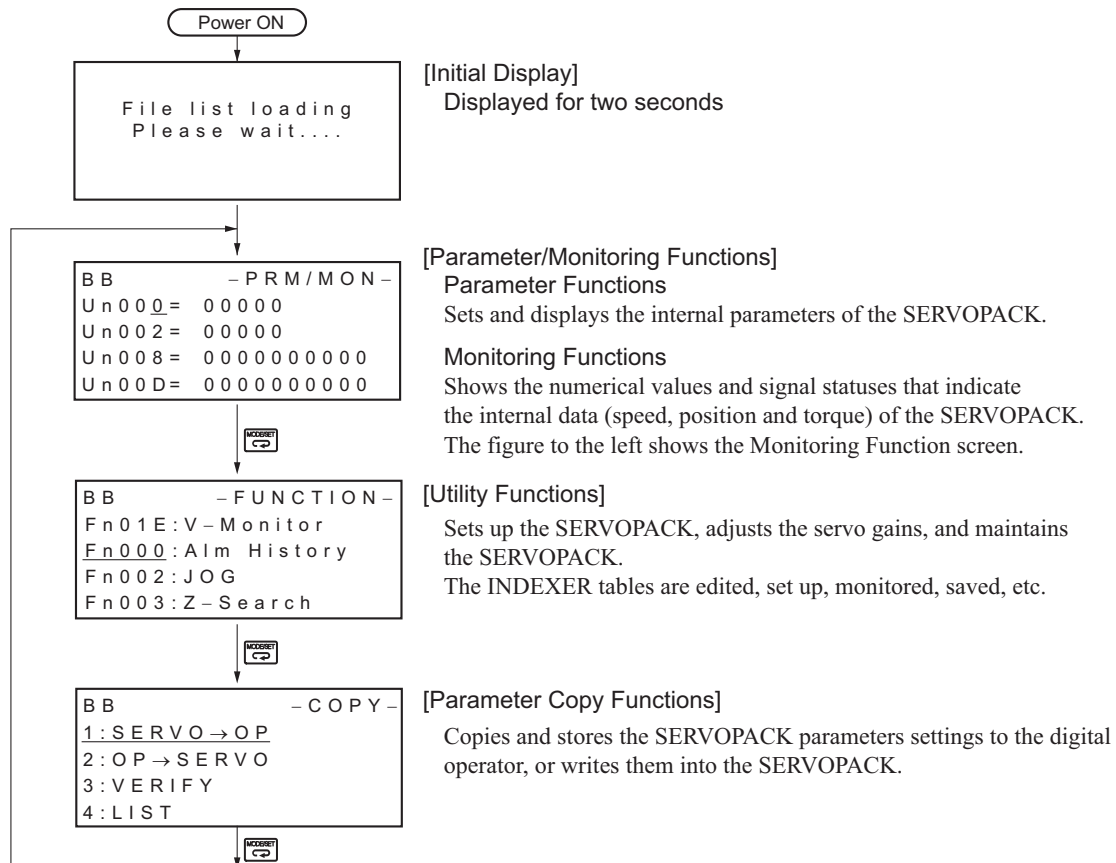 Power ON
File list loading
Please wait....
[Initial Display]
Displayed for two seconds
BB –PRM/MON–
Un000= 00000
Un002= 00000
Un008= 0000000000
Un00D= 0000000000
[Parameter/Monitoring Functions]
Parameter Functions
Sets and displays the internal parameters of the SERVOPACK.
Monitoring Functions
Shows the numerical values and signal statuses that indicate
the internal data (speed, position and torque) of the SERVOPACK.
The figure to the left shows the Monitoring Function screen.
MODE/SET
BB –FUNCTION–
Fn01E:V–Monitor
Fn000:Alm History
Fn002:JOG
Fn003:Z–Search
[Utility Functions]
Sets up the SERVOPACK, adjusts the servo gains, and maintains
the SERVOPACK.
The INDEXER tables are edited, set up, monitored, saved, etc.
MODE/SET
BB –COPY–
1:SERVO→OP
2:OP→SERVO
3:VERIFY
4:LIST
[Parameter Copy Functions]
Copies and stores the SERVOPACK parameters settings to the digital
operator, or writes them into the SERVOPACK.
MODE/SET